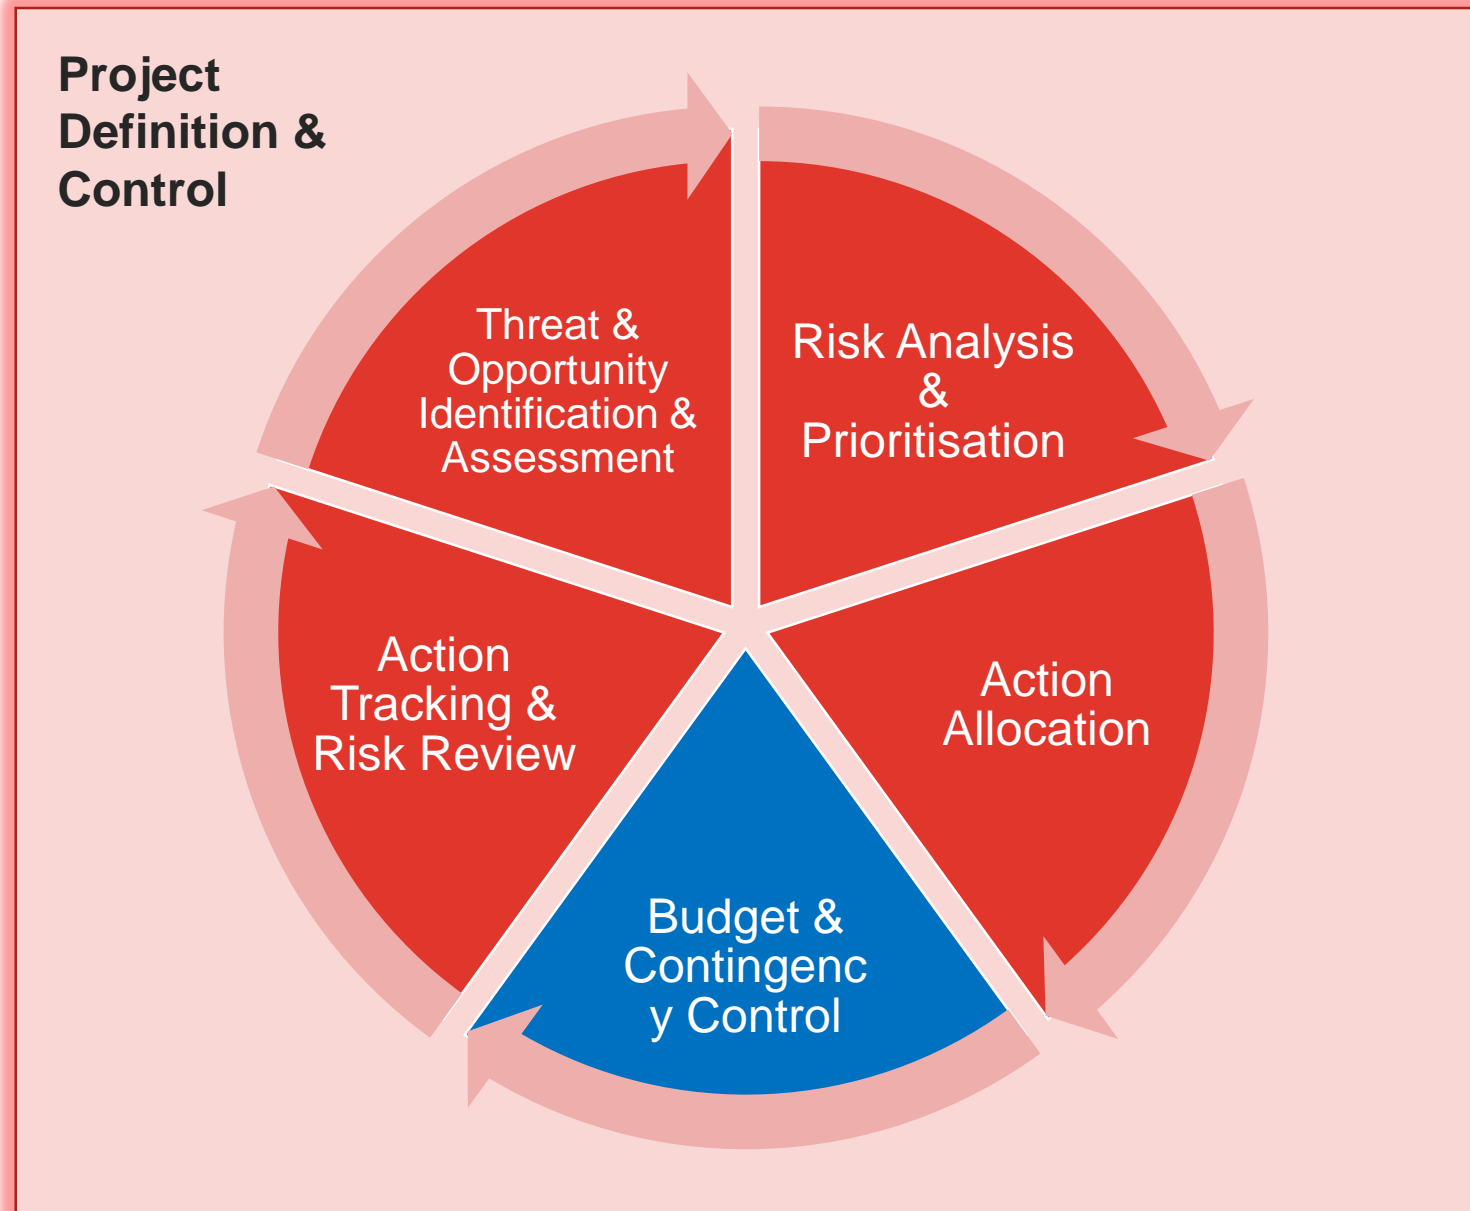 Project
Definition &
Control
Threat &
Opportunity
Identification &
Assessment
Risk Analysis
&
Prioritisation
Action
Allocation
Budget &
Contingenc
y Control
Action
Tracking &
Risk Review